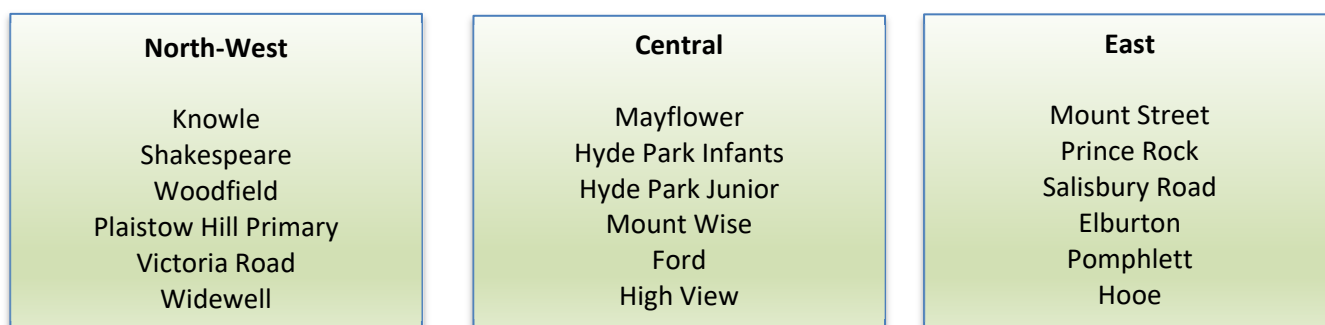 North-West
Knowle
Shakespeare
Woodfield
Plaistow Hill Primary
Victoria Road
Widewell
Central
Mayflower
Hyde Park Infants
Hyde Park Junior
Mount Wise
Ford
High View
East
Mount Street
Prince Rock
Salisbury Road
Elburton
Pomphlett
Hooe